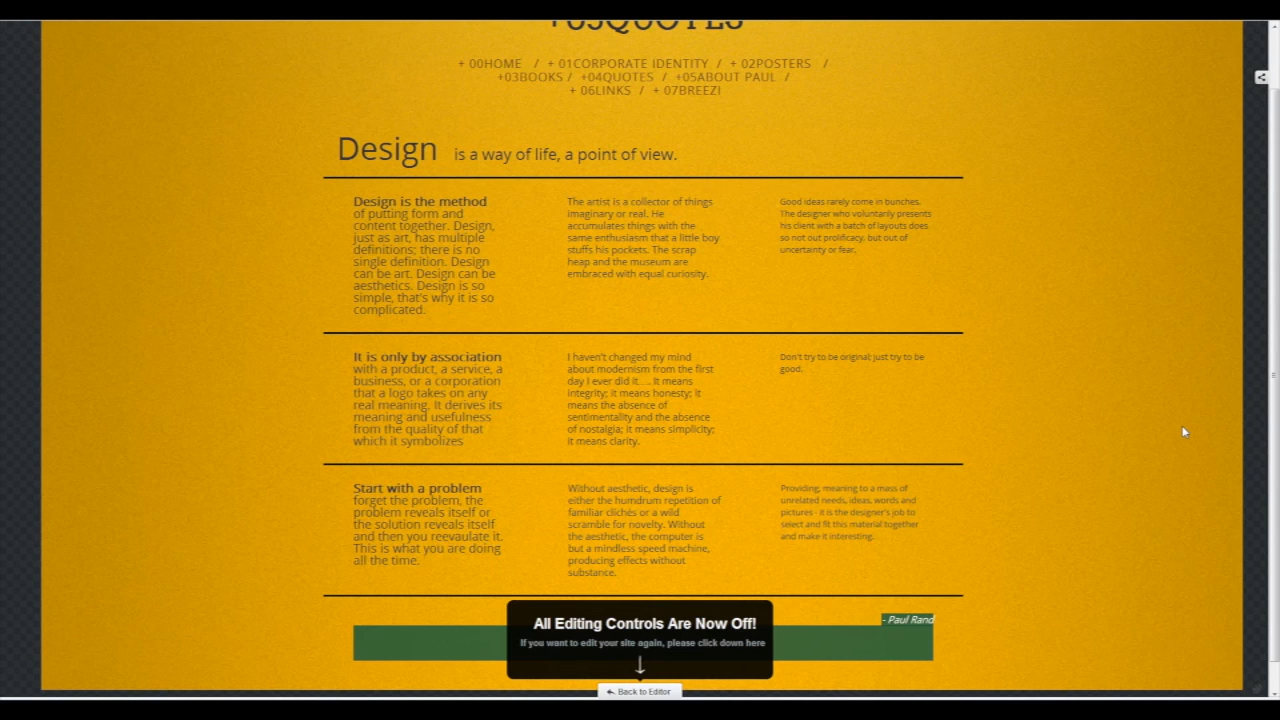 + 00HOME / + 01CORPORATE IDENTITY / + 02POSTERS /
+03BOOKS / +04QUOTES / +05ABOUT PAUL /
+ 06LINKS / + 07BREEZI
Design is a way of life, a point of view.
Design is the method
of putting form and
content together. Design,
just as art, has multiple
definitions; there is no
single definition. Design
can be art. Design can be
aesthetics. Design is so
simple, that's why it is so
complicated.
The artist is a collector of things
imaginary or real. He
accumulates things with the
same enthusiasm that a little boy
stuffs his pockets. The scrap
heap and the museum are
embraced with equal curiosity.
Good ideas rarely come in bunches.
The designer who voluntarily presents
his client with a batch of layouts does
so not out prolificacy, but out of
uncertainty or fear.
It is only by association
with a product, a service, a
business, or a corporation
that a logo takes on any
real meaning. It derives its
meaning and usefulness
from the quality of that
which it symbolizes
I haven't changed my mind
about modernism from the first
day I ever did it.... It means
integrity; it means honesty; it
means the absence of
sentimentality and the absence
of nostalgia; it means simplicity;
it means clarity.
Don't try to be original; just try to be
good.
Start with a problem
forget the problem, the
problem reveals itself or
the solution reveals itself
and then you reevaulate it.
This is what you are doing
all the time.
Without aesthetic, design is
either the humdrum repetition of
familiar clichés or a wild
scramble for novelty. Without
the aesthetic, the computer is
but a mindless speed machine,
producing effects without
substance.
Providing, meaning to a mass of
unrelated needs, ideas, words and
pictures - it is the designer's job to
select and fit this material together
and make it interesting.
- Paul Rand
All Editing Controls Are Now Off!
If you want to edit your site again, please click down here
Back to Editor